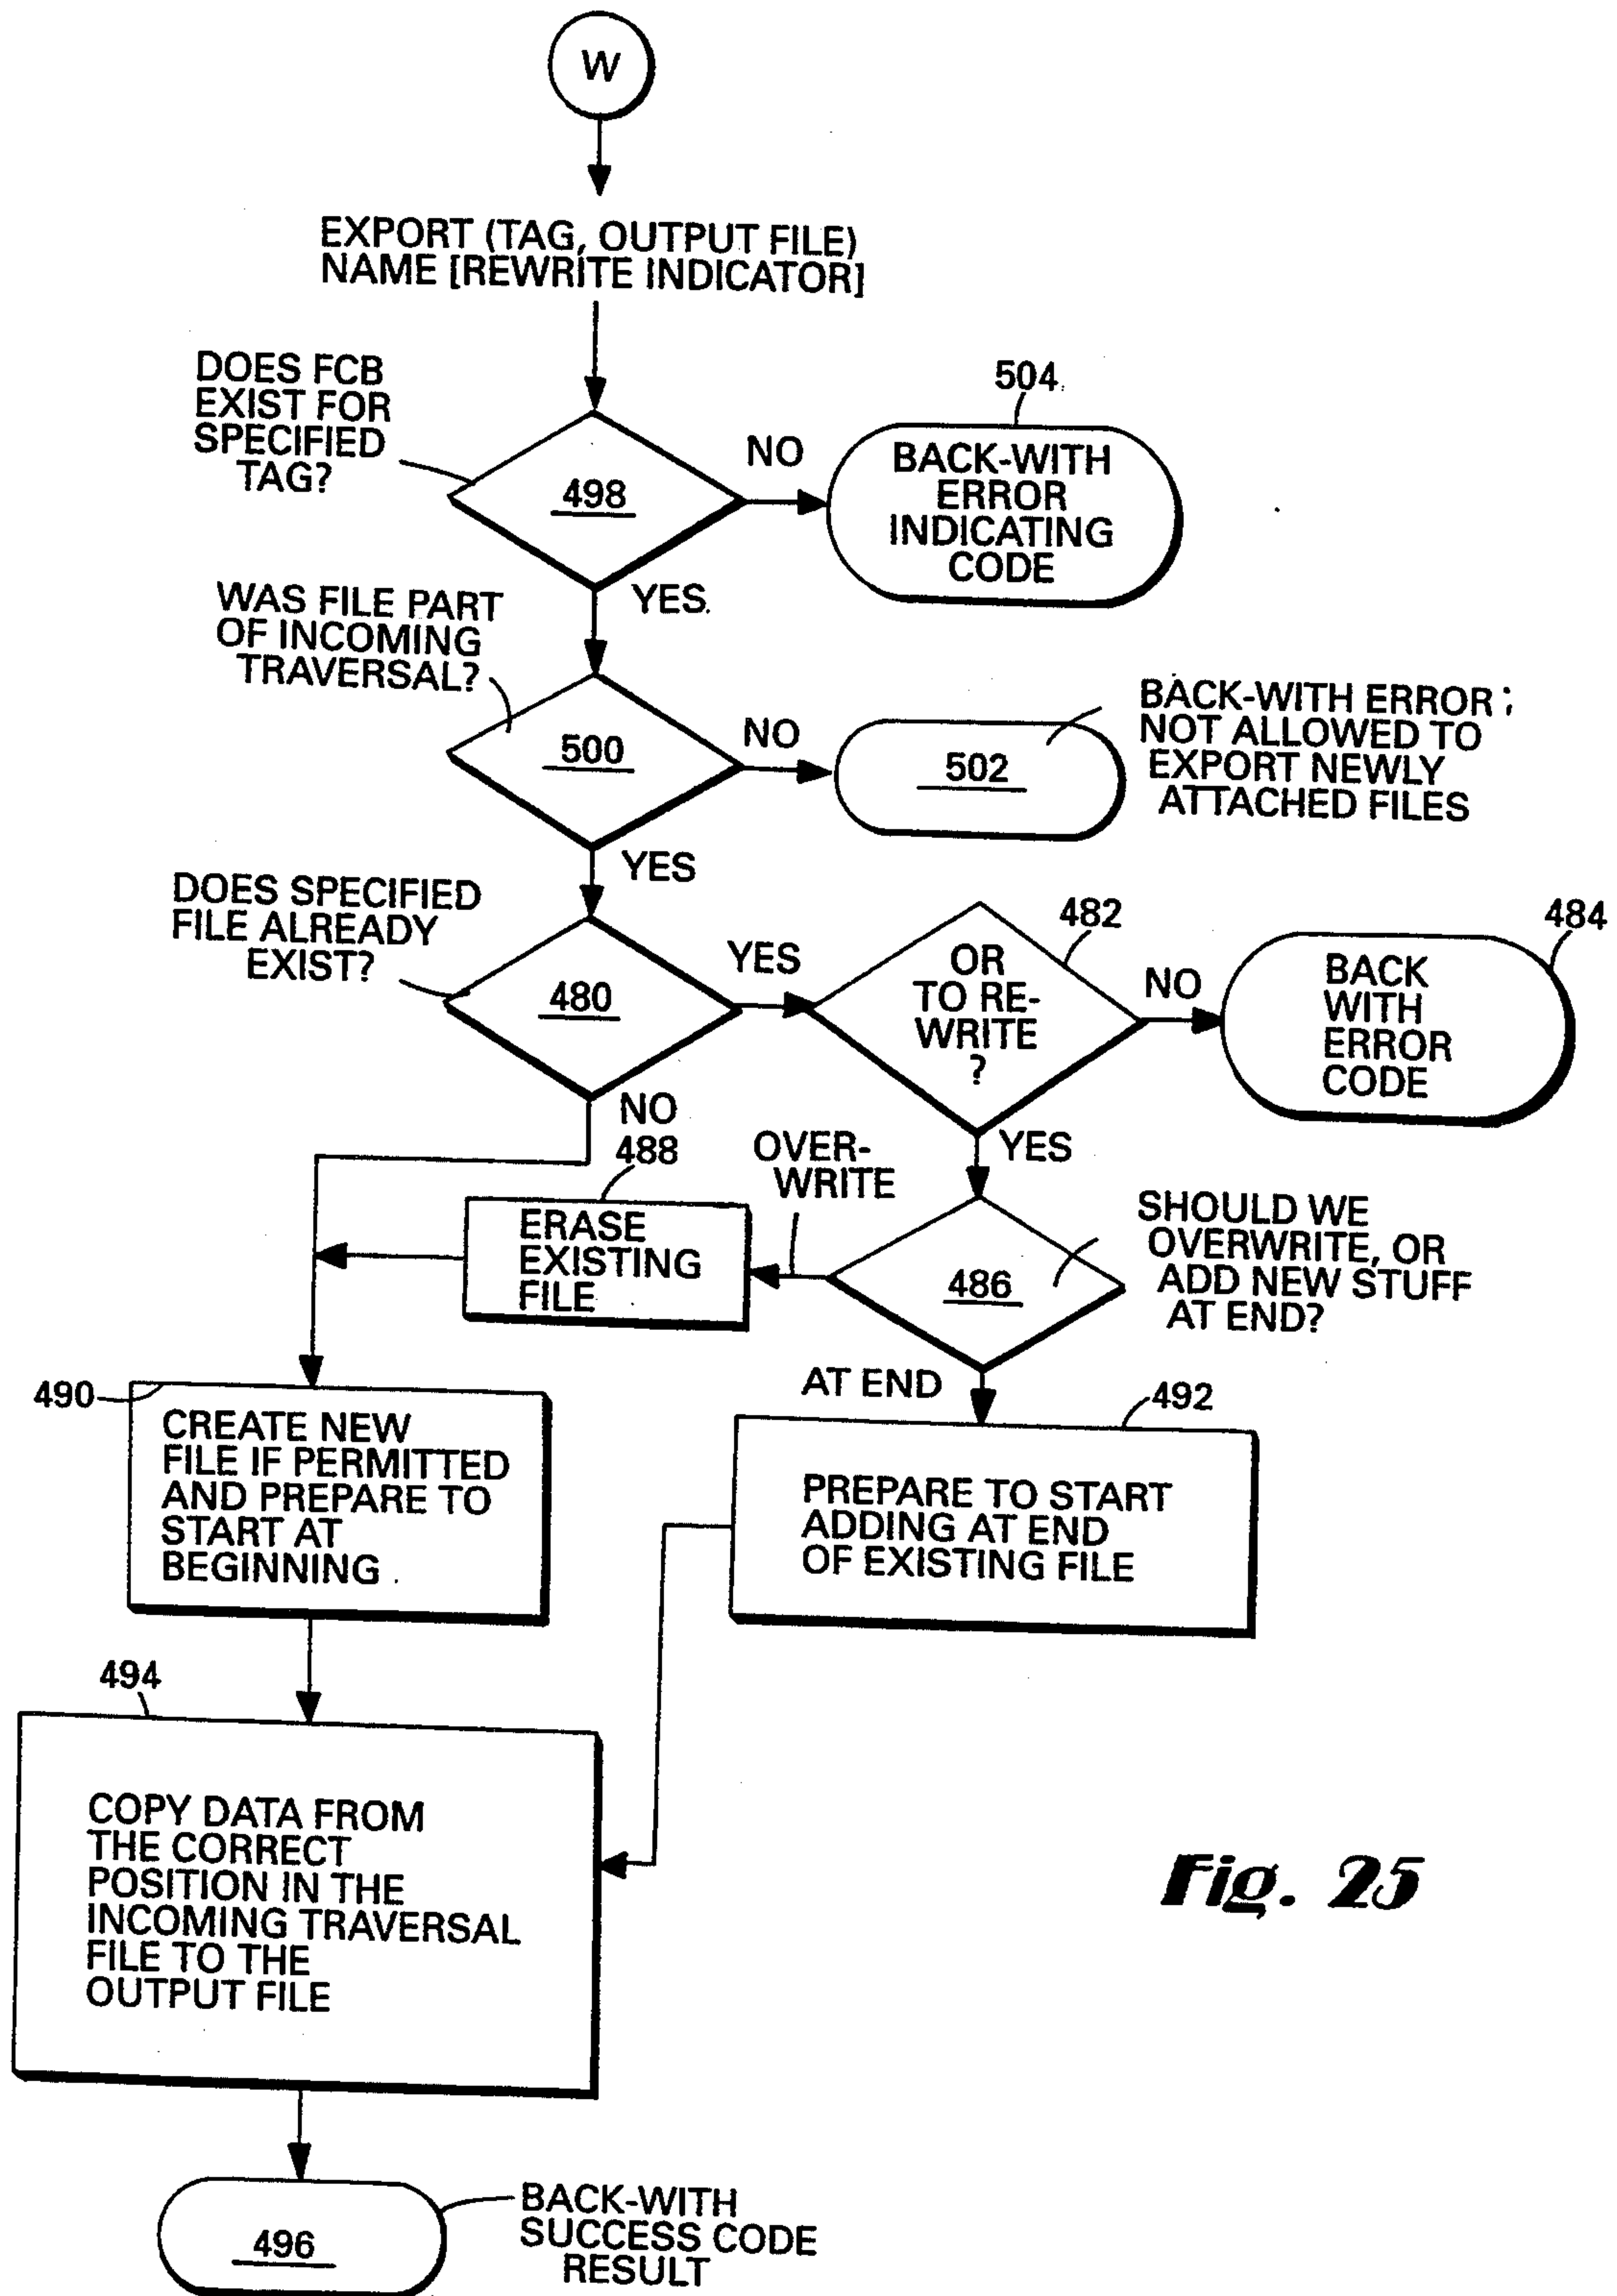 W
EXPORT (TAG, OUTPUT FILE)
NAME [REWRITE INDICATOR]
DOES FCB
EXIST FOR
SPECIFIED
TAG?
498
NO
504
BACK-WITH
ERROR
INDICATING
CODE
YES
WAS FILE PART
OF INCOMING
TRAVERSAL?
500
NO
502
BACK-WITH ERROR;
NOT ALLOWED TO
EXPORT NEWLY
ATTACHED FILES
YES
DOES SPECIFIED
FILE ALREADY
EXIST?
480
YES
482
OR
TO RE-
WRITE
?
NO
484
BACK
WITH
ERROR
CODE
NO
488
ERASE
EXISTING
FILE
OVER-
WRITE
YES
486
SHOULD WE
OVERWRITE, OR
ADD NEW STUFF
AT END?
490
CREATE NEW
FILE IF PERMITTED
AND PREPARE TO
START AT
BEGINNING
AT END
492
PREPARE TO START
ADDING AT END
OF EXISTING FILE
494
COPY DATA FROM
THE CORRECT
POSITION IN THE
INCOMING TRAVERSAL
FILE TO THE
OUTPUT FILE
Fig. 25
496
BACK-WITH
SUCCESS CODE
RESULT